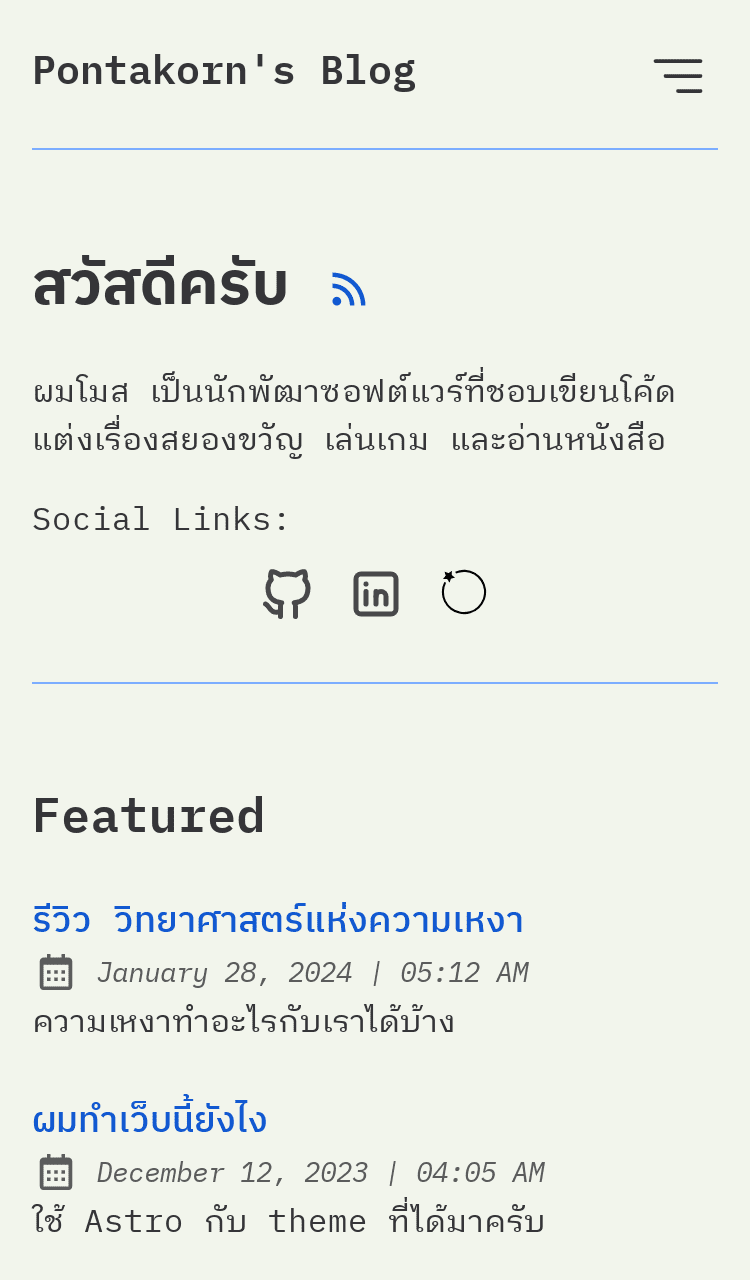 Pontakorn's Blog
สวัสดีครับ
ผมโมส เป็นนักพัฒาซอฟต์แวร์ที่ชอบเขียนโค้ด
แต่งเรื่องสยองขวัญ เล่นเกม และอ่านหนังสือ
Social Links:
Featured
รีวิว วิทยาศาสตร์แห่งความเหงา
January 28, 2024 | 05:12 AM
ความเหงาทำอะไรกับเราได้บ้าง
ผมทำเว็บนี้ยังไง
December 12, 2023 | 04:05 AM
ใช้ Astro กับ theme ที่ได้มาครับ